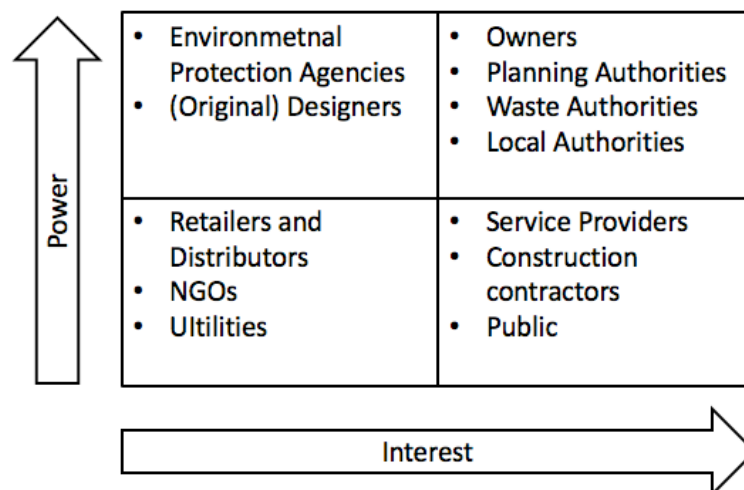 • Environmetnal
Protection Agencies
• (Original) Designers
• Owners
• Planning Authorities
• Waste Authorities
• Local Authorities
Power
• Retailers and
Distributors
• NGOs
• UItilities
• Service Providers
• Construction
contractors
• Public
Interest